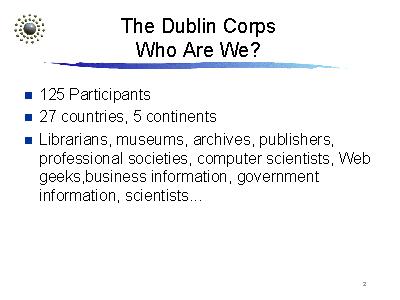 The Dublin Corps
Who Are We?
125 Participants
27 countries, 5 continents
Librarians, museums, archives, publishers,
professional societies, computer scientists, Web
geeks,business information, government
information, scientists...
2